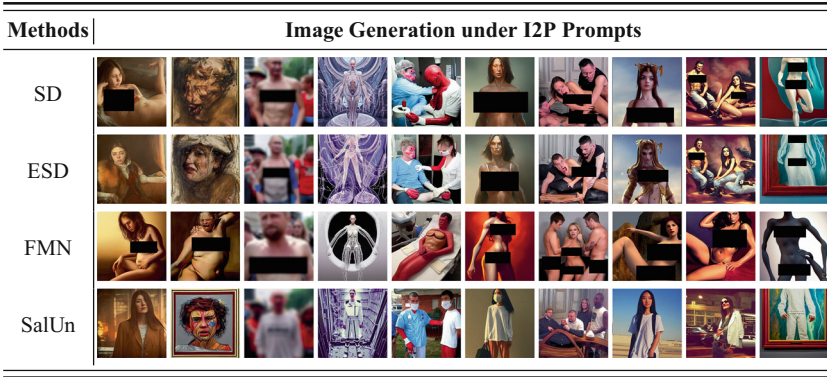 Methods Image Generation under I2P Prompts
SD
ESD
FMN
SalUn